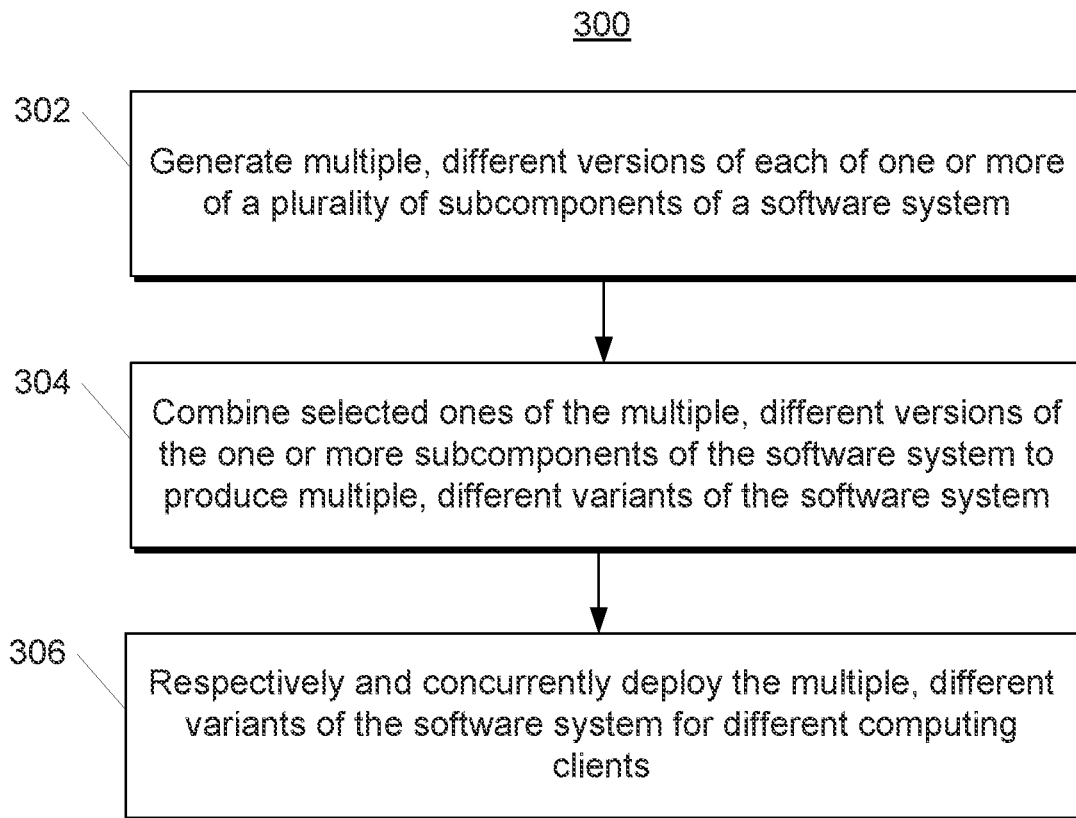 300
302
Generate multiple, different versions of each of one or more
of a plurality of subcomponents of a software system
304
Combine selected ones of the multiple, different versions of
the one or more subcomponents of the software system to
produce multiple, different variants of the software system
306
Respectively and concurrently deploy the multiple, different
variants of the software system for different computing
clients